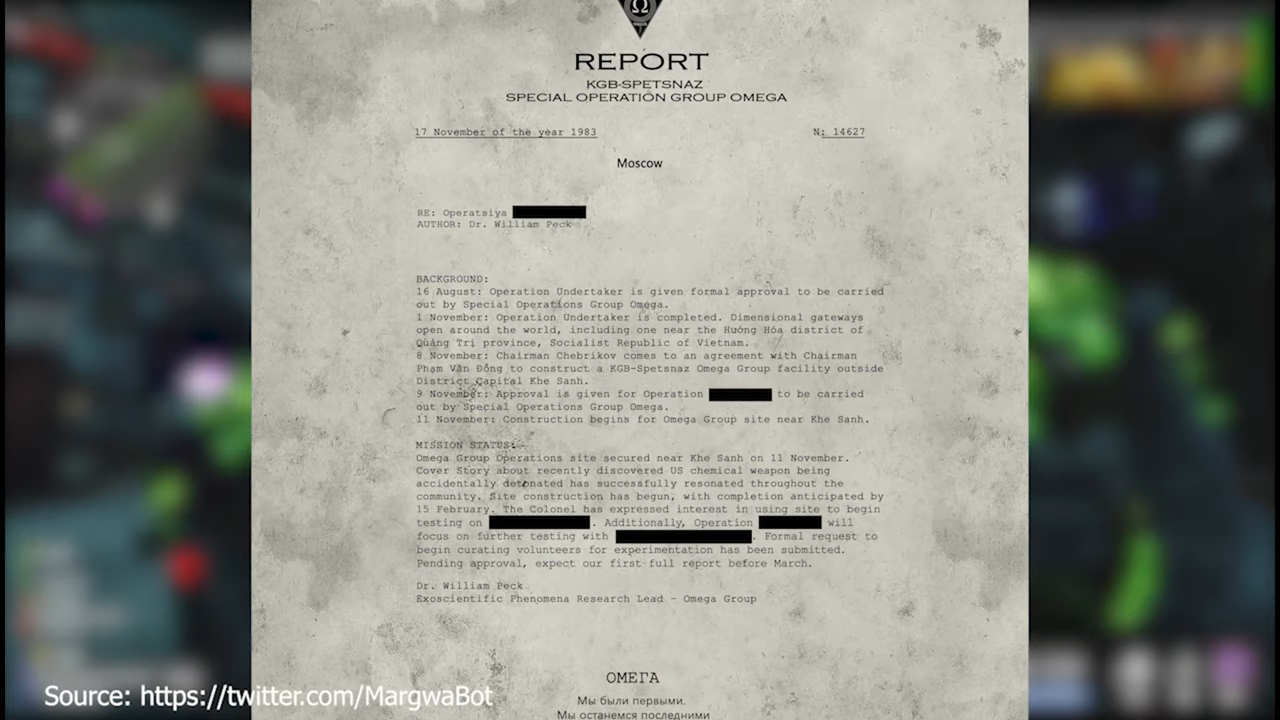 Ω
REPORT
KGB-SPETSNAZ
SPECIAL OPERATION GROUP OMEGA
17 November of the year 1983 N: 14627
Moscow
RE: Operatsiya
AUTHOR: Dr. William Peck
BACKGROUND:
16 August: Operation Undertaker is given formal approval to be carried
out by Special Operations Group Omega.
1 November: Operation Undertaker is completed. Dimensional gateways
open around the world, including one near the Huớng Hóa district of
Quảng Trị province, Socialist Republic of Vietnam.
8 November: Chairman Chebrikov comes to an agreement with Chairman
Phạm Văn Đồng to construct a KGB-Spetsnaz Omega Group facility outside
District Capital Khe Sanh.
9 November: Approval is given for Operation to be carried
out by Special Operations Group Omega.
11 November: Construction begins for Omega Group site near Khe Sanh.
MISSION STATUS:
Omega Group Operations site secured near Khe Sanh on 11 November.
Cover Story about recently discovered US chemical weapon being
accidentally detonated has successfully resonated throughout the
community. Site construction has begun, with completion anticipated by
15 February. The Colonel has expressed interest in using site to begin
testing on . Additionally, Operation will
focus on further testing with . Formal request to
begin curating volunteers for experimentation has been submitted.
Pending approval, expect our first full report before March.
Dr. William Peck
Exoscientific Phenomena Research Lead - Omega Group
ОМЕГА
Мы были первыми.
Мы останемся последними
Source: https://twitter.com/MargwaBot